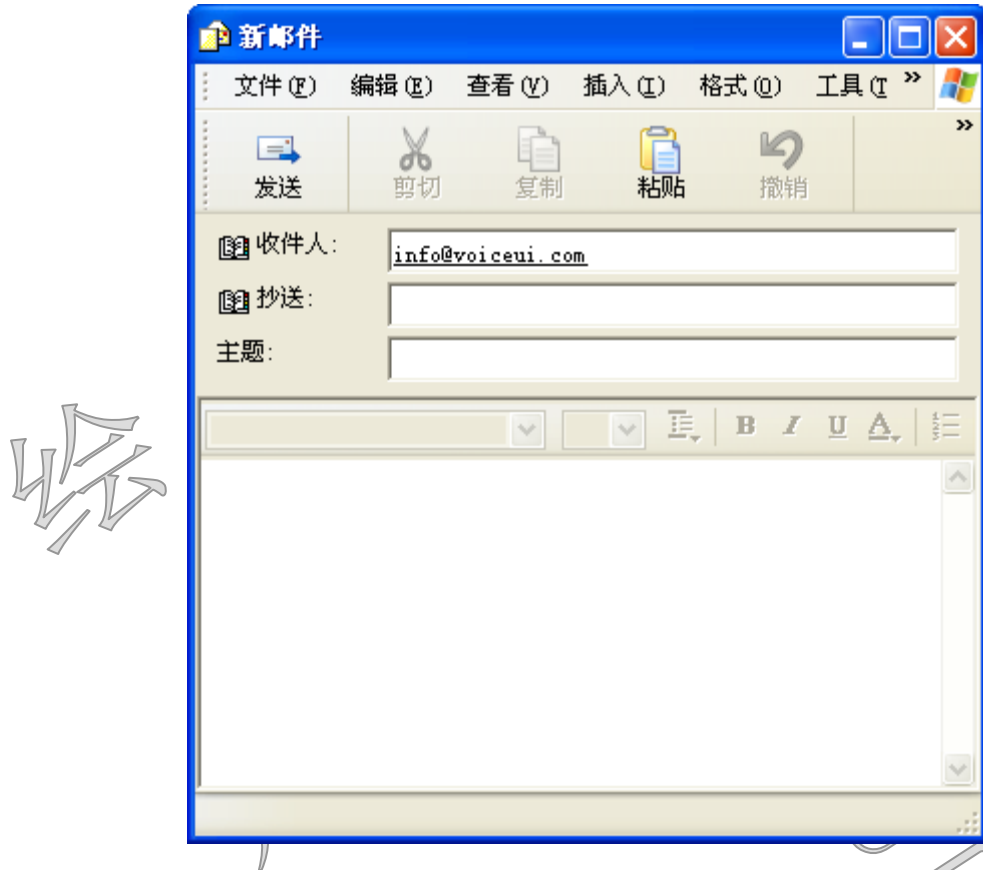 新邮件
文件(F) 编辑(E) 查看(V) 插入(I) 格式(O) 工具(T »
发送 剪切 复制 粘贴 撤销 »
收件人: info@voiceui.com
抄送:
主题:
B I U A